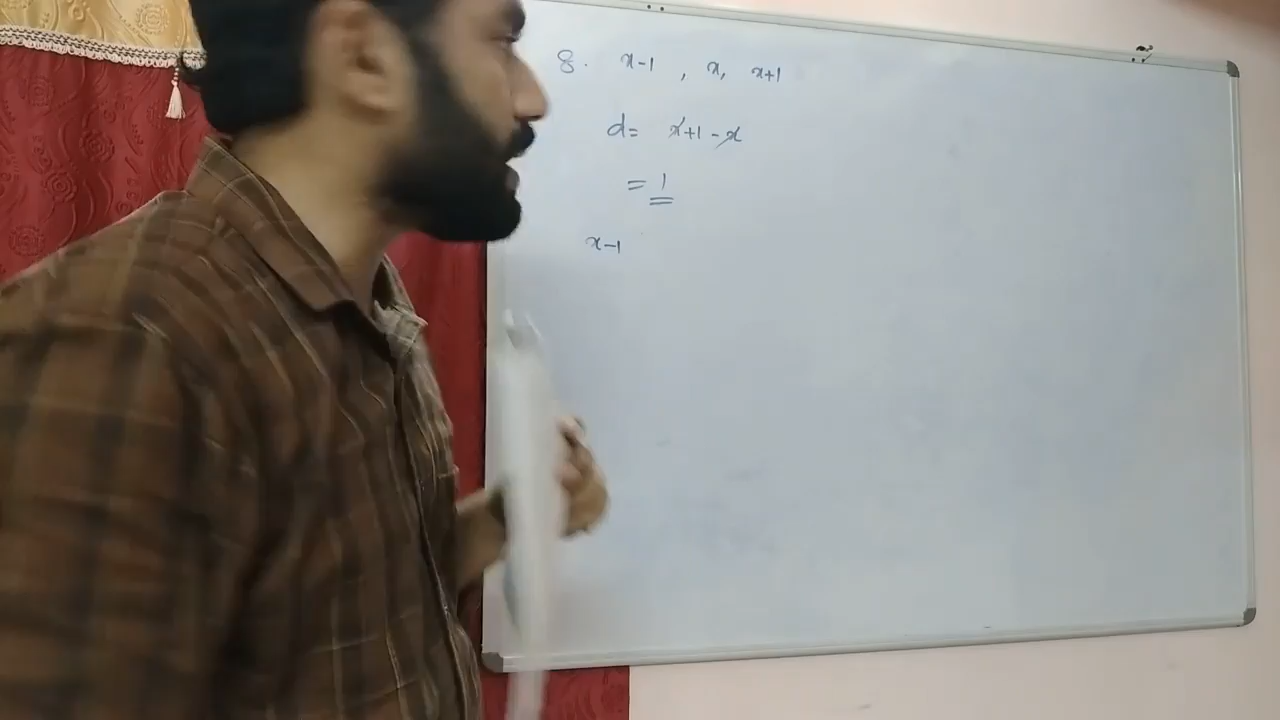 8. x-1 , x, x+1
d= x+1-x
= 1
x-1